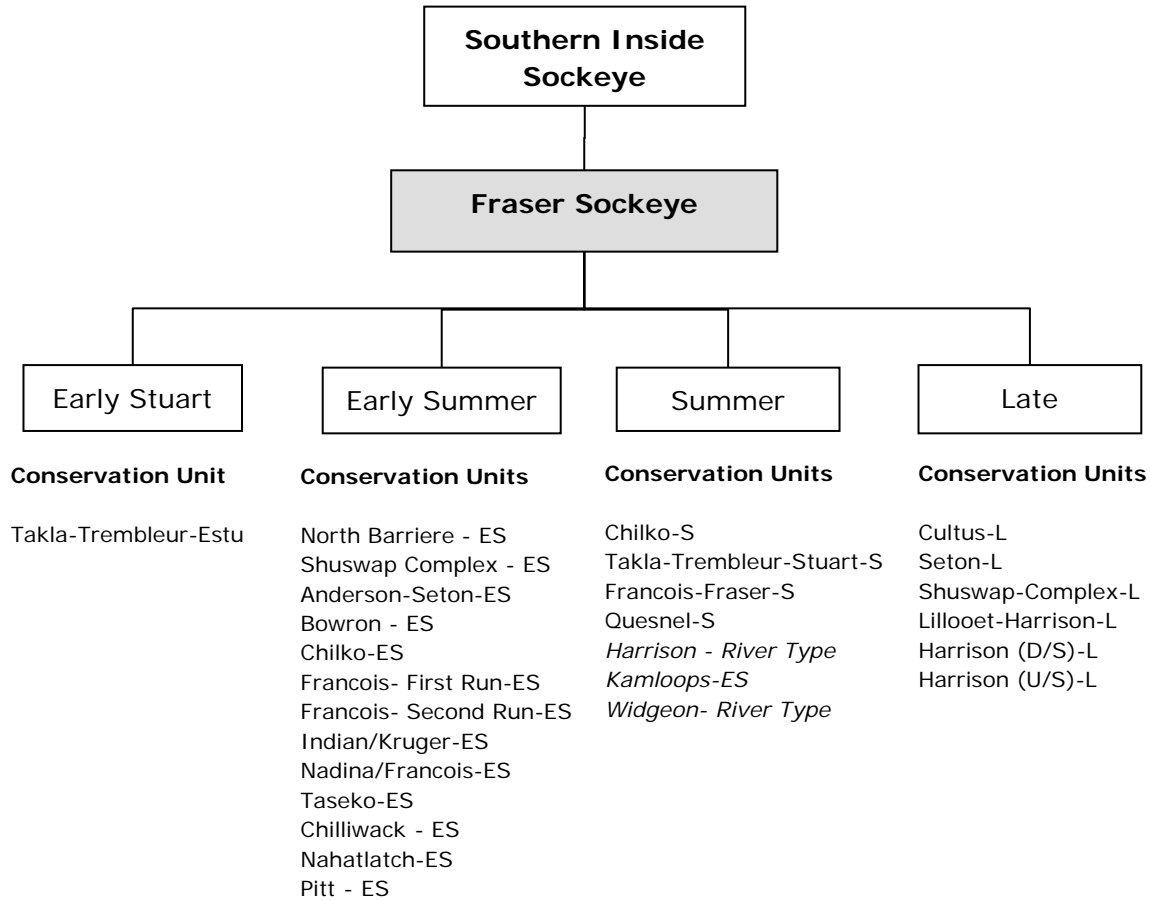 Southern Inside
Sockeye
Fraser Sockeye
Early Stuart
Early Summer
Summer
Late
Conservation Unit
Takla-Trembleur-Estu
Conservation Units
North Barriere - ES
Shuswap Complex - ES
Anderson-Seton-ES
Bowron - ES
Chilko-ES
Francois- First Run-ES
Francois- Second Run-ES
Indian/Kruger-ES
Nadina/Francois-ES
Taseko-ES
Chilliwack - ES
Nahatlatch-ES
Pitt - ES
Conservation Units
Chilko-S
Takla-Trembleur-Stuart-S
Francois-Fraser-S
Quesnel-S
Harrison - River Type
Kamloops-ES
Widgeon- River Type
Conservation Units
Cultus-L
Seton-L
Shuswap-Complex-L
Lillooet-Harrison-L
Harrison (D/S)-L
Harrison (U/S)-L